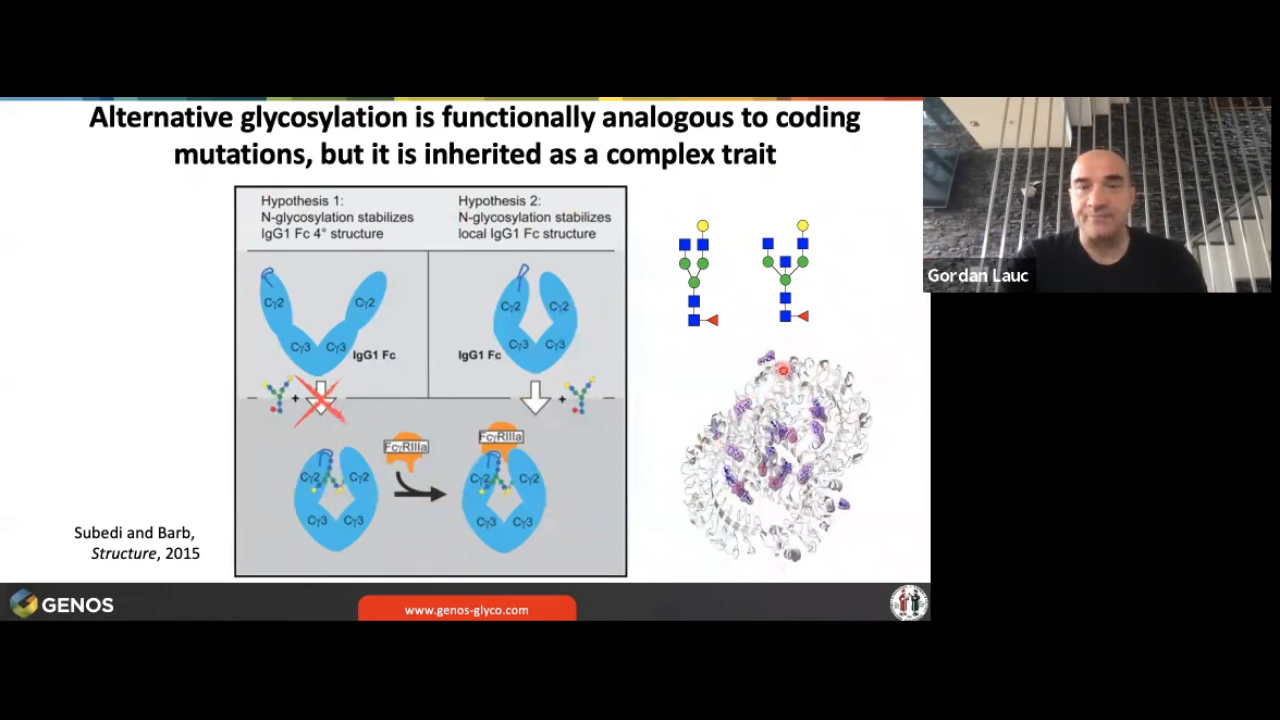 Alternative glycosylation is functionally analogous to coding
mutations, but it is inherited as a complex trait
Hypothesis 1:
N-glycosylation stabilizes
IgG1 Fc 4° structure
Hypothesis 2:
N-glycosylation stabilizes
local IgG1 Fc structure
Cγ2
Cγ2
Cγ3
Cγ3
IgG1 Fc
Cγ2
Cγ2
Cγ3
Cγ3
IgG1 Fc
+
+
FcγRIIIa
FcγRIIIa
Cγ2
Cγ2
Cγ3
Cγ3
Cγ2
Cγ2
Cγ3
Cγ3
Subedi and Barb,
Structure, 2015
GENOS
www.genos-glyco.com
Gordan Lauc